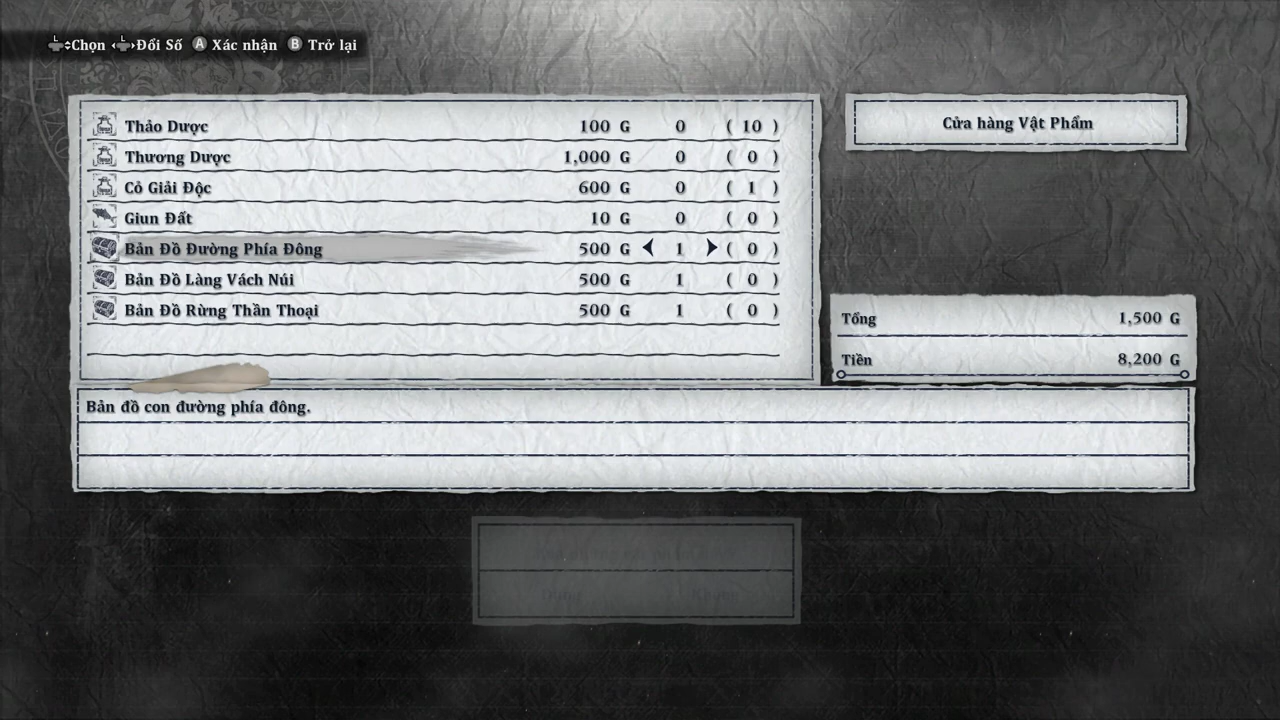 L Chọn L Đổi Số A Xác nhận B Trở lại
Cửa hàng Vật Phẩm
Thảo Dược 100 G 0 ( 10 )
Thương Dược 1,000 G 0 ( 0 )
Cỏ Giải Độc 600 G 0 ( 1 )
Giun Đất 10 G 0 ( 0 )
Bản Đồ Đường Phía Đông 500 G 1 ( 0 )
Bản Đồ Làng Vách Núi 500 G 1 ( 0 )
Bản Đồ Rừng Thần Thoại 500 G 1 ( 0 )
Tổng 1,500 G
Tiền 8,200 G
Bản đồ con đường phía đông.